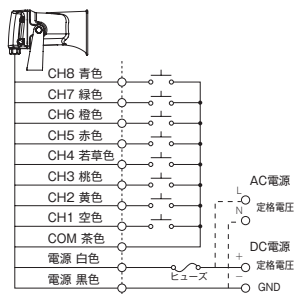 CH8 青色
CH7 緑色
CH6 橙色
CH5 赤色
CH4 若草色
CH3 桃色
CH2 黄色
CH1 空色
COM 茶色
電源 白色
電源 黒色
ヒューズ
AC電源
L
定格電圧
N
DC電源
+
定格電圧
−
GND